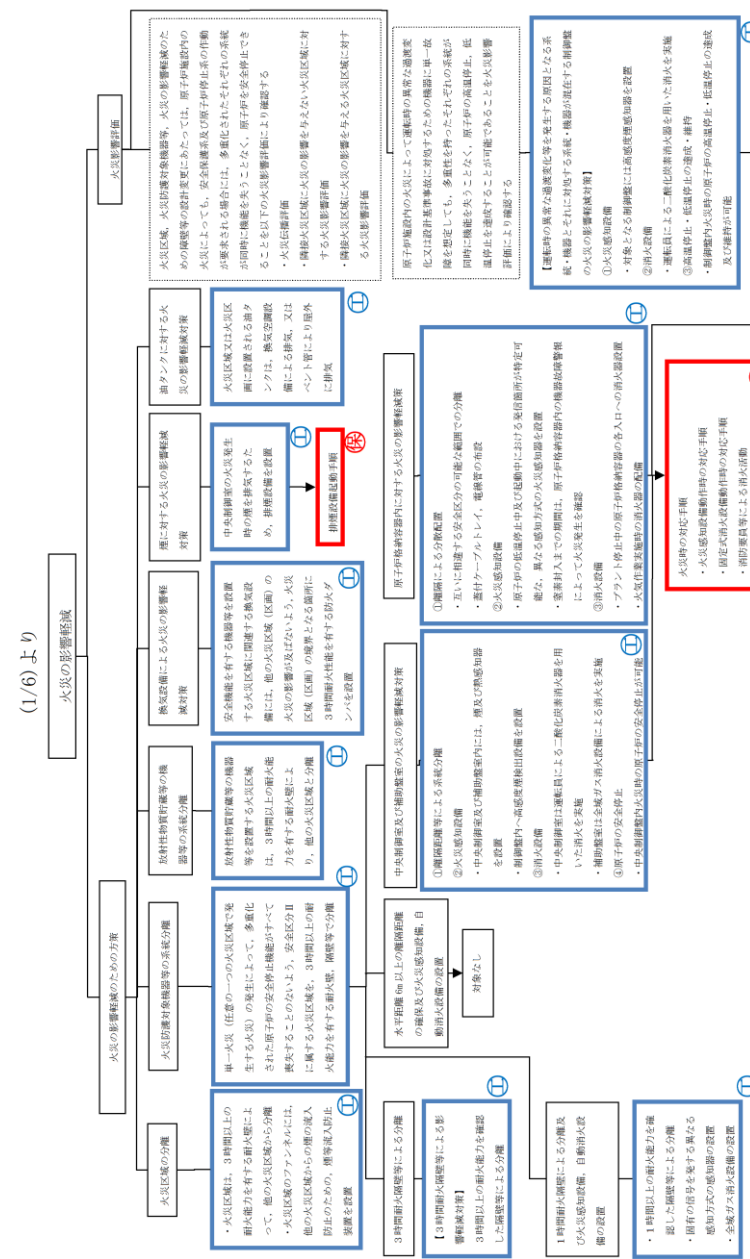 (1/6)より
火災の影響軽減
火災の影響軽減のための方策
火災影響評価
火災区域の分離
・火災区域は、3時間以上の
耐火能力を有する耐火壁によ
って、他の火災区域から分離
・火災区域のファンネルには、
他の火災区域からの煙の流入
防止のための、煙等流入防止
装置を設置
工
火災防護対象機器等の系統分離
単一火災（任意の一つの火災区域で発
生する火災）の発生によって、多重化
された原子炉の安全停止機能がすべて
喪失することのないよう、安全区分Ⅱ
に属する火災区域を、3時間以上の耐
火能力を有する耐火壁、隔壁等で分離
工
放射性物質貯蔵等の機
器等の系統分離
放射性物質貯蔵等の機器
等を設置する火災区域
は、3時間以上の耐火能
力を有する耐火壁によ
り、他の火災区域と分離
工
換気設備による火災の影響軽
減対策
安全機能を有する機器等を設置
する火災区域に関連する換気設
備には、他の火災区域（区画）の
火災の影響が及ばないよう、火災
区域（区画）の境界となる箇所に
3時間耐火性能を有する防火ダ
ンパを設置
工
煙に対する火災の影響軽減
対策
中央制御室の火災発生
時の煙を排気するた
め、排煙設備を設置
工
排煙設備起動手順
保
油タンクに対する火
災の影響軽減対策
火災区域又は火災区
画に設置される油タ
ンクは、換気空調設
備による排気、又は
ベント管により屋外
に排気
工
火災区域、火災防護対象機器等、火災の影響軽減のた
めの障壁等の設計変更にあたっては、原子炉施設内の
火災によっても、安全保護系及び原子炉停止系の作動
が要求される場合には、多重化されたそれぞれの系統
が同時に機能を失うことなく、原子炉を安全停止でき
ることを以下の火災影響評価により確認する
・火災伝播評価
・隣接火災区域に火災の影響を与えない火災区域に対
する火災影響評価
・隣接火災区域に火災の影響を与える火災区域に対す
る火災影響評価
3時間耐火隔壁等による分離
【3時間耐火隔壁等による影
響軽減対策】
3時間以上の耐火能力を確認
した隔壁等による分離
工
水平距離6m以上の離隔距離
の確保及び火災感知設備、自
動消火設備の設置
対象なし
1時間耐火隔壁等による分離及
び火災感知設備、自動消火設
備の設置
・1時間以上の耐火能力を確
認した隔壁等による分離
・固有の信号を発する異なる
感知方式の感知器の設置
・全域ガス消火設備の設置
工
中央制御室及び補助盤室の火災の影響軽減対策
①離隔距離等による系統分離
②火災感知設備
・中央制御室及び補助盤室内には、煙及び熱感知器
を設置
・制御盤内へ高感度煙検出設備を設置
③消火設備
・中央制御室は運転員による二酸化炭素消火器を用
いた消火を実施
・補助盤室は全域ガス消火設備による消火を実施
④原子炉の安全停止
・中央制御盤内火災時の原子炉の安全停止が可能
工
原子炉格納容器内に対する火災の影響軽減策
①離隔による分散配置
・互いに相違する安全区分の可能な範囲での分離
・蓋付ケーブルトレイ、電線管の布設
②火災感知設備
・原子炉の低温停止中及び起動中における発信箇所が特定可
能な、異なる感知方式の火災感知器を設置
・窒素封入までの期間は、原子炉格納容器内の機器故障警報
によって火災発生を確認
③消火設備
・プラント停止中の原子炉格納容器の各入口への消火器設置
・火気作業実施時の消火器の配備
工
火災時の対応手順
・火災感知設備動作時の対応手順
・固定式消火設備動作時の対応手順
・消防要員等による消火活動
原子炉施設内の火災によって運転時の異常な過渡変
化又は設計基準事故に対処するための機器に単一故
障を想定しても、多重性を持ったそれぞれの系統が
同時に機能を失うことなく、原子炉の高温停止、低
温停止を達成することが可能であることを火災影響
評価により確認する
【運転時の異常な過渡変化等を発生する原因となる系
統・機器とそれに対処する系統・機器が混在する制御盤
の火災の影響軽減対策】
①火災感知設備
・対象となる制御盤には高感度煙感知器を設置
②消火設備
・運転員による二酸化炭素消火器を用いた消火を実施
③高温停止・低温停止の達成・維持
・制御盤内火災時の原子炉の高温停止・低温停止の達成
及び維持が可能
工